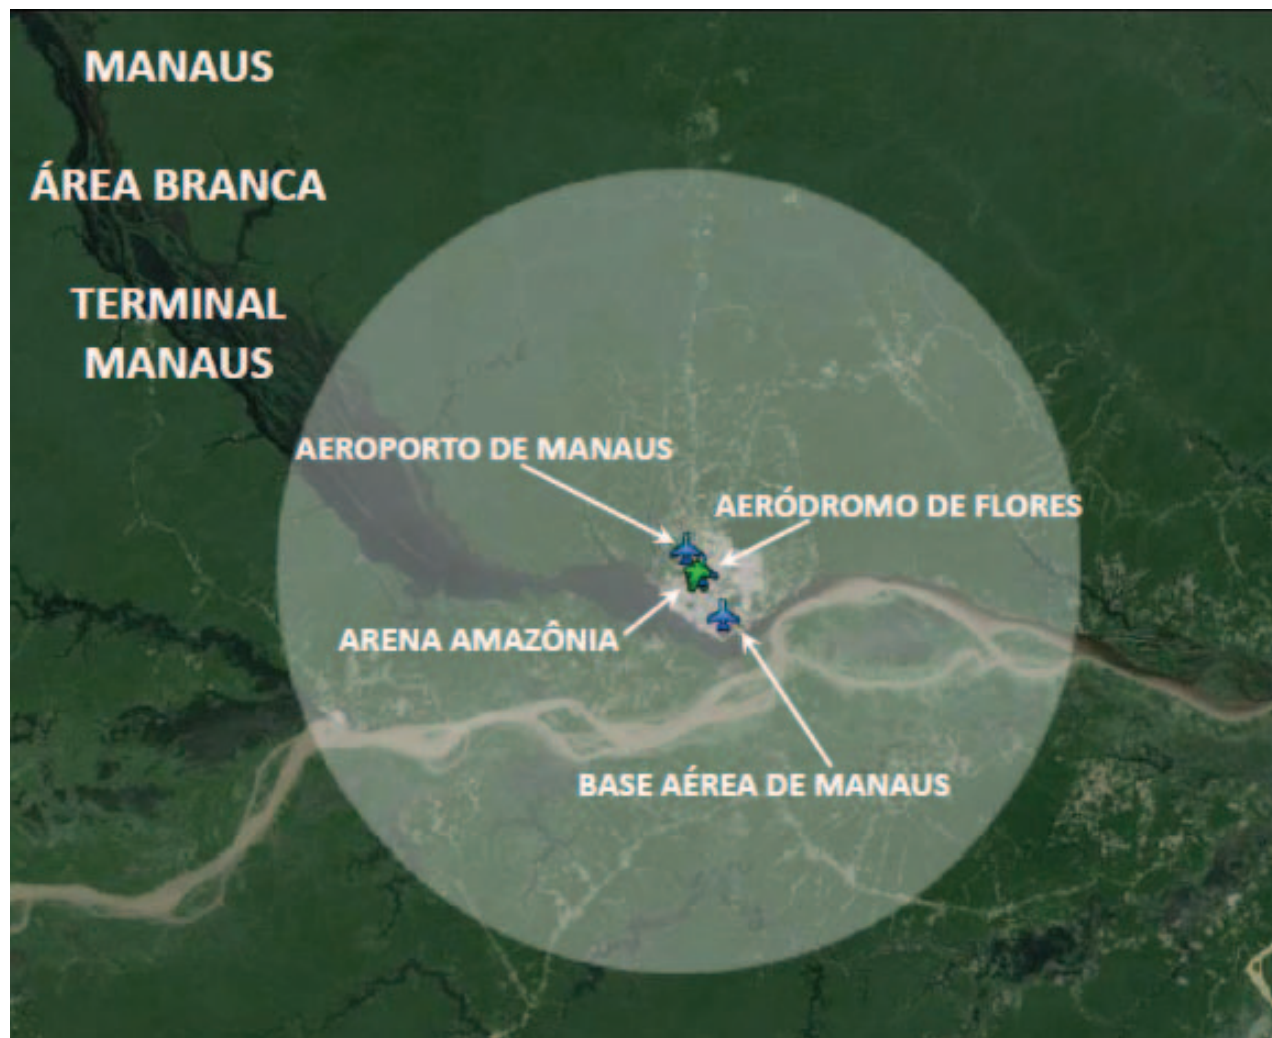 MANAUS
ÁREA BRANCA
TERMINAL
MANAUS
AEROPORTO DE MANAUS
AERÓDROMO DE FLORES
ARENA AMAZÔNIA
BASE AÉREA DE MANAUS